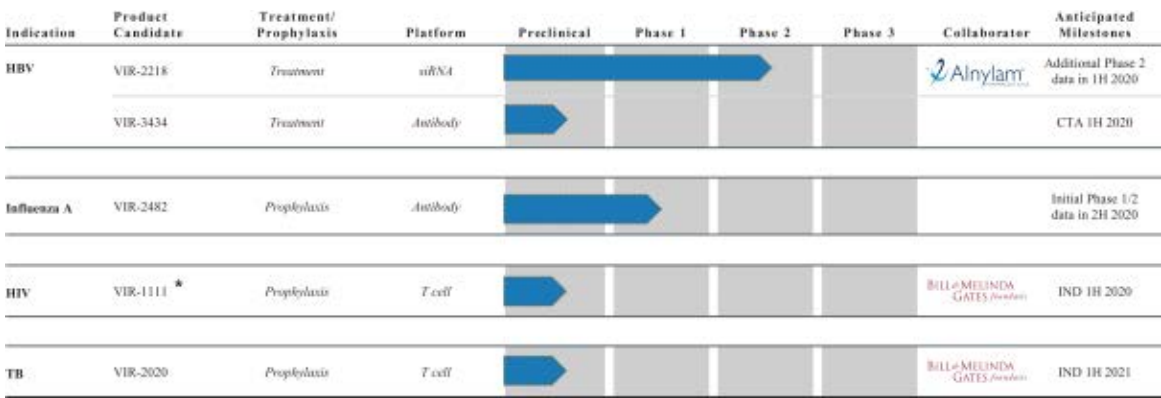 Indication Product Candidate Treatment/ Prophylaxis Platform Preclinical Phase 1 Phase 2 Phase 3 Collaborator Anticipated Milestones
HBV VIR-2218 Treatment siRNA Alnylam Additional Phase 2
data in 1H 2020
VIR-3434 Treatment Antibody CTA 1H 2020
Influenza A VIR-2482 Prophylaxis Antibody Initial Phase 1/2
data in 2H 2020
HIV VIR-1111 * Prophylaxis T cell BILL & MELINDA
GATES foundation IND 1H 2020
TB VIR-2020 Prophylaxis T cell BILL & MELINDA
GATES foundation IND 1H 2021